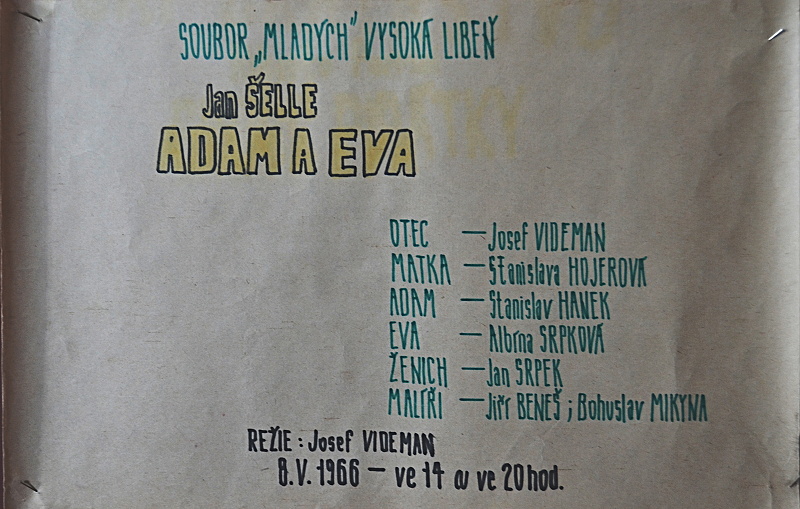 SOUBOR „MLADÝCH" VYSOKÁ LIBEŇ
Jan ŠELLE
ADAM A EVA
OTEC — Josef VIDEMAN
MATKA — Stanislava HOJEROVÁ
ADAM — Stanislav HANEK
EVA — Albína SRPKOVÁ
ŽENICH — Jan SRPEK
MALÍŘI — Jiří BENEŠ ; Bohuslav MIKYNA
REŽIE : Josef VIDEMAN
8. V. 1966 — ve 14 a ve 20 hod.